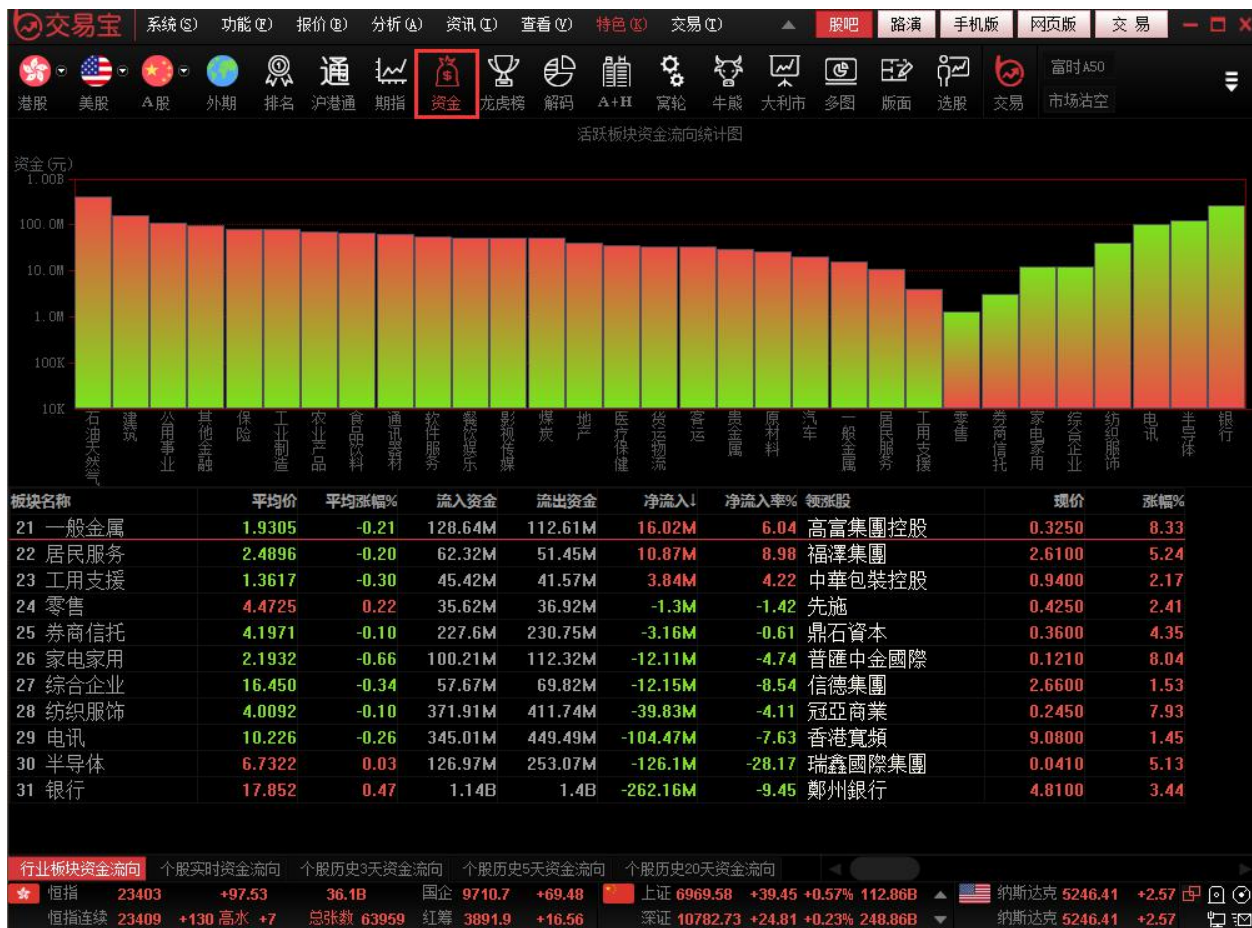 交易宝 系统(S) 功能(F) 报价(B) 分析(A) 资讯(I) 查看(V) 特色(K) 交易(T) 股吧 路演 手机版 网页版 交 易
通 富时A50
港股 美股 A股 外期 排名 沪港通 期指 资金 龙虎榜 解码 A+H 窝轮 牛熊 大利市 多图 版面 选股 交易 市场沽空
活跃板块资金流向统计图
资金(元)
1.00B
100.0M
10.0M
1.0M
100K
10K
石油天然气 建筑 公用事业 其他金融 保险 工业制造 农业产品 食品饮料 通讯器材 软件服务 餐饮娱乐 影视传媒 煤炭 地产 医疗保健 货运物流 客运 贵金属 原材料 汽车 一般金属 居民服务 工用支援 零售 券商信托 家电家用 综合企业 纺织服饰 电讯 半导体 银行
板块名称 平均价 平均涨幅% 流入资金 流出资金 净流入↓ 净流入率% 领涨股 现价 涨幅%
21 一般金属 1.9305 -0.21 128.64M 112.61M 16.02M 6.04 高富集團控股 0.3250 8.33
22 居民服务 2.4896 -0.20 62.32M 51.45M 10.87M 8.98 福澤集團 2.6100 5.24
23 工用支援 1.3617 -0.30 45.42M 41.57M 3.84M 4.22 中華包裝控股 0.9400 2.17
24 零售 4.4725 0.22 35.62M 36.92M -1.3M -1.42 先施 0.4250 2.41
25 券商信托 4.1971 -0.10 227.6M 230.75M -3.16M -0.61 鼎石資本 0.3600 4.35
26 家电家用 2.1932 -0.66 100.21M 112.32M -12.11M -4.74 普匯中金國際 0.1210 8.04
27 综合企业 16.450 -0.34 57.67M 69.82M -12.15M -8.54 信德集團 2.6600 1.53
28 纺织服饰 4.0092 -0.10 371.91M 411.74M -39.83M -4.11 冠亞商業 0.2450 7.93
29 电讯 10.226 -0.26 345.01M 449.49M -104.47M -7.63 香港寬頻 9.0800 1.45
30 半导体 6.7322 0.03 126.97M 253.07M -126.1M -28.17 瑞鑫國際集團 0.0410 5.13
31 银行 17.852 0.47 1.14B 1.4B -262.16M -9.45 鄭州銀行 4.8100 3.44
行业板块资金流向 个股实时资金流向 个股历史3天资金流向 个股历史5天资金流向 个股历史20天资金流向
恒指 23403 +97.53 36.1B 国企 9710.7 +69.48 上证 6969.58 +39.45 +0.57% 112.86B 纳斯达克 5246.41 +2.57
恒指连续 23409 +130 高水 +7 总张数 63959 红筹 3891.9 +16.56 深证 10782.73 +24.81 +0.23% 248.86B 纳斯达克 5246.41 +2.57